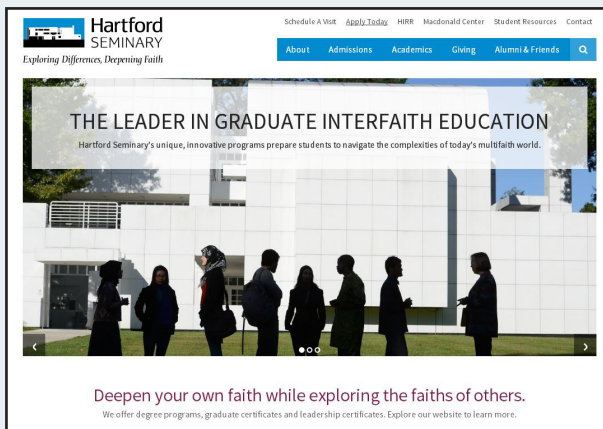 Hartford
SEMINARY
Exploring Differences, Deepening Faith
Schedule A Visit Apply Today HIRR Macdonald Center Student Resources Contact
About Admissions Academics Giving Alumni & Friends
THE LEADER IN GRADUATE INTERFAITH EDUCATION
Hartford Seminary's unique, innovative programs prepare students to navigate the complexities of today's multifaith world.
Deepen your own faith while exploring the faiths of others.
We offer degree programs, graduate certificates and leadership certificates. Explore our website to learn more.